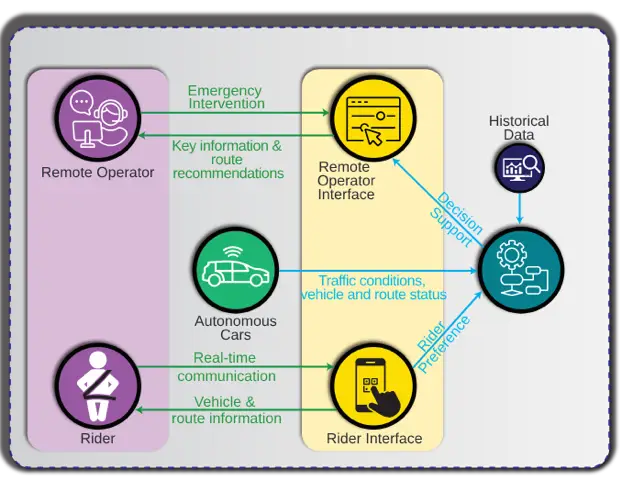 Emergency
Intervention
Key information &
route
recommendations
Remote Operator
Remote
Operator
Interface
Historical
Data
Decision
Support
Autonomous
Cars
Traffic conditions,
vehicle and route status
Rider
Preference
Real-time
communication
Vehicle &
route information
Rider
Rider Interface